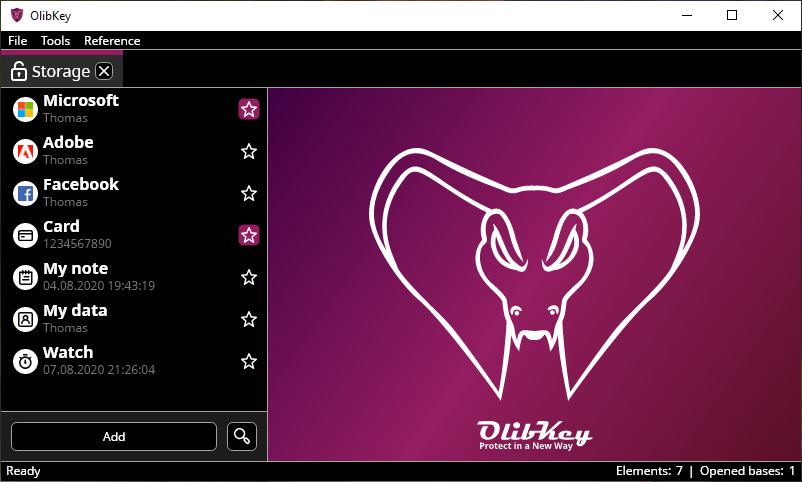 OlibKey
File Tools Reference
Storage
Microsoft
Thomas
Adobe
Thomas
Facebook
Thomas
Card
1234567890
My note
04.08.2020 19:43:19
My data
Thomas
Watch
07.08.2020 21:26:04
Add
OlibKey
Protect in a New Way
Ready
Elements: 7 | Opened bases: 1